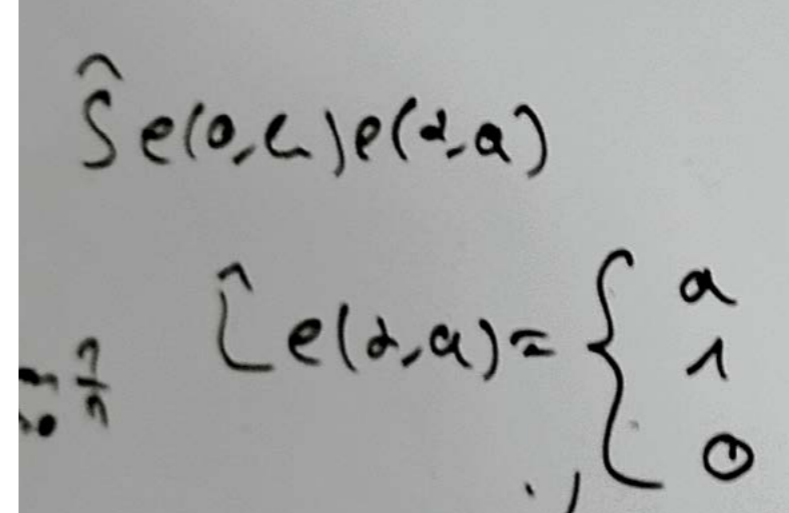 Ŝ e(0,h)e(α,a)
L̂ e(α,a) = { a
1
0